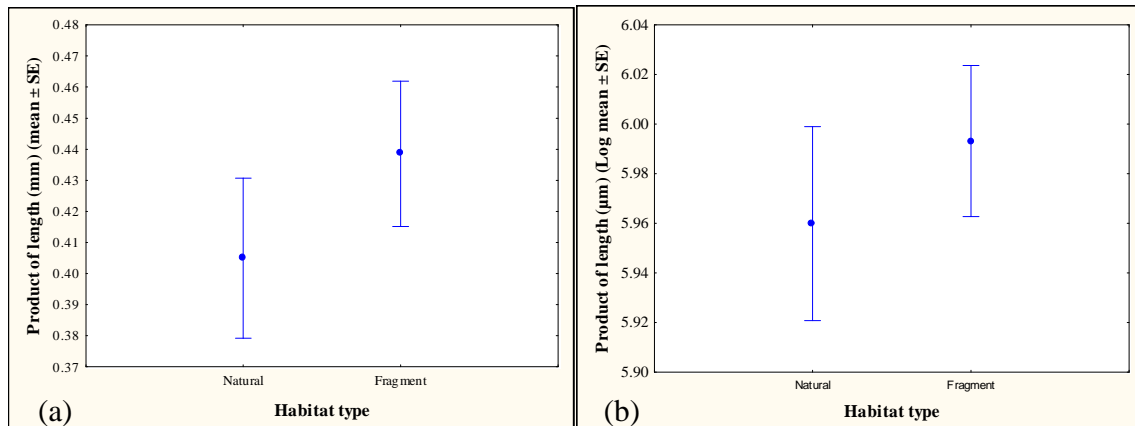 Product of length (mm) (mean ± SE)
0.48
0.47
0.46
0.45
0.44
0.43
0.42
0.41
0.40
0.39
0.38
0.37
Natural Fragment
Habitat type
(a)
Product of length (µm) (Log mean ± SE)
6.04
6.02
6.00
5.98
5.96
5.94
5.92
5.90
Natural Fragment
Habitat type
(b)